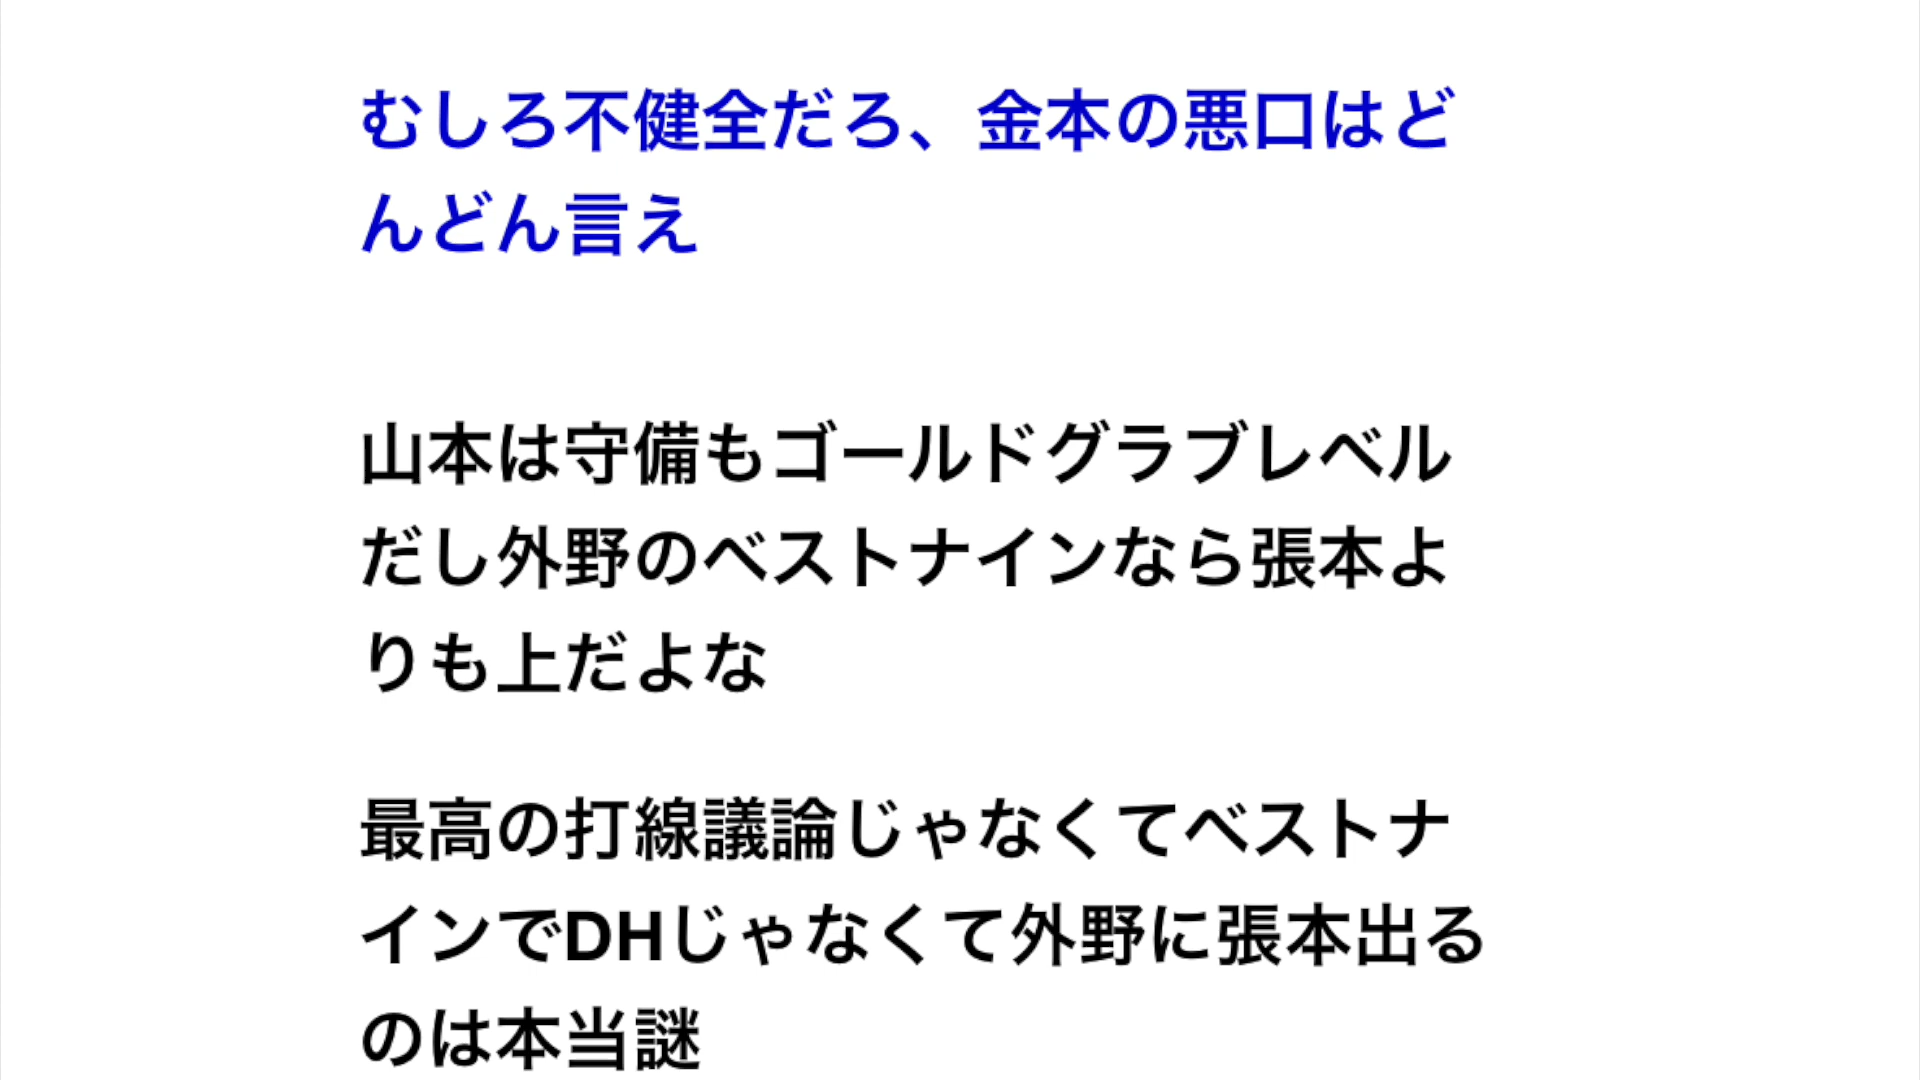 むしろ不健全だろ、金本の悪口はど
んどん言え
山本は守備もゴールドグラブレベル
だし外野のベストナインなら張本よ
りも上だよな
最高の打線議論じゃなくてベストナ
インでDHじゃなくて外野に張本出る
のは本当謎